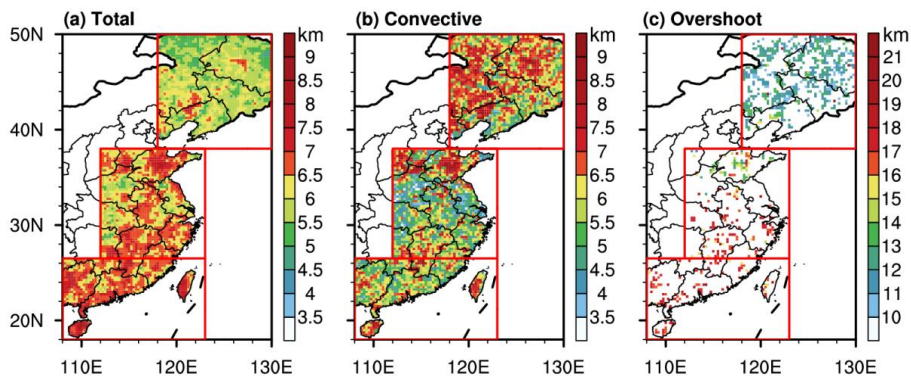 (a) Total
km
(b) Convective
km
(c) Overshoot
km
50N
40N
30N
20N
9
8.5
8
7.5
7
6.5
6
5.5
5
4.5
4
3.5
9
8.5
8
7.5
7
6.5
6
5.5
5
4.5
4
3.5
21
20
19
18
17
16
15
14
13
12
11
10
110E 120E 130E
110E 120E 130E
110E 120E 130E